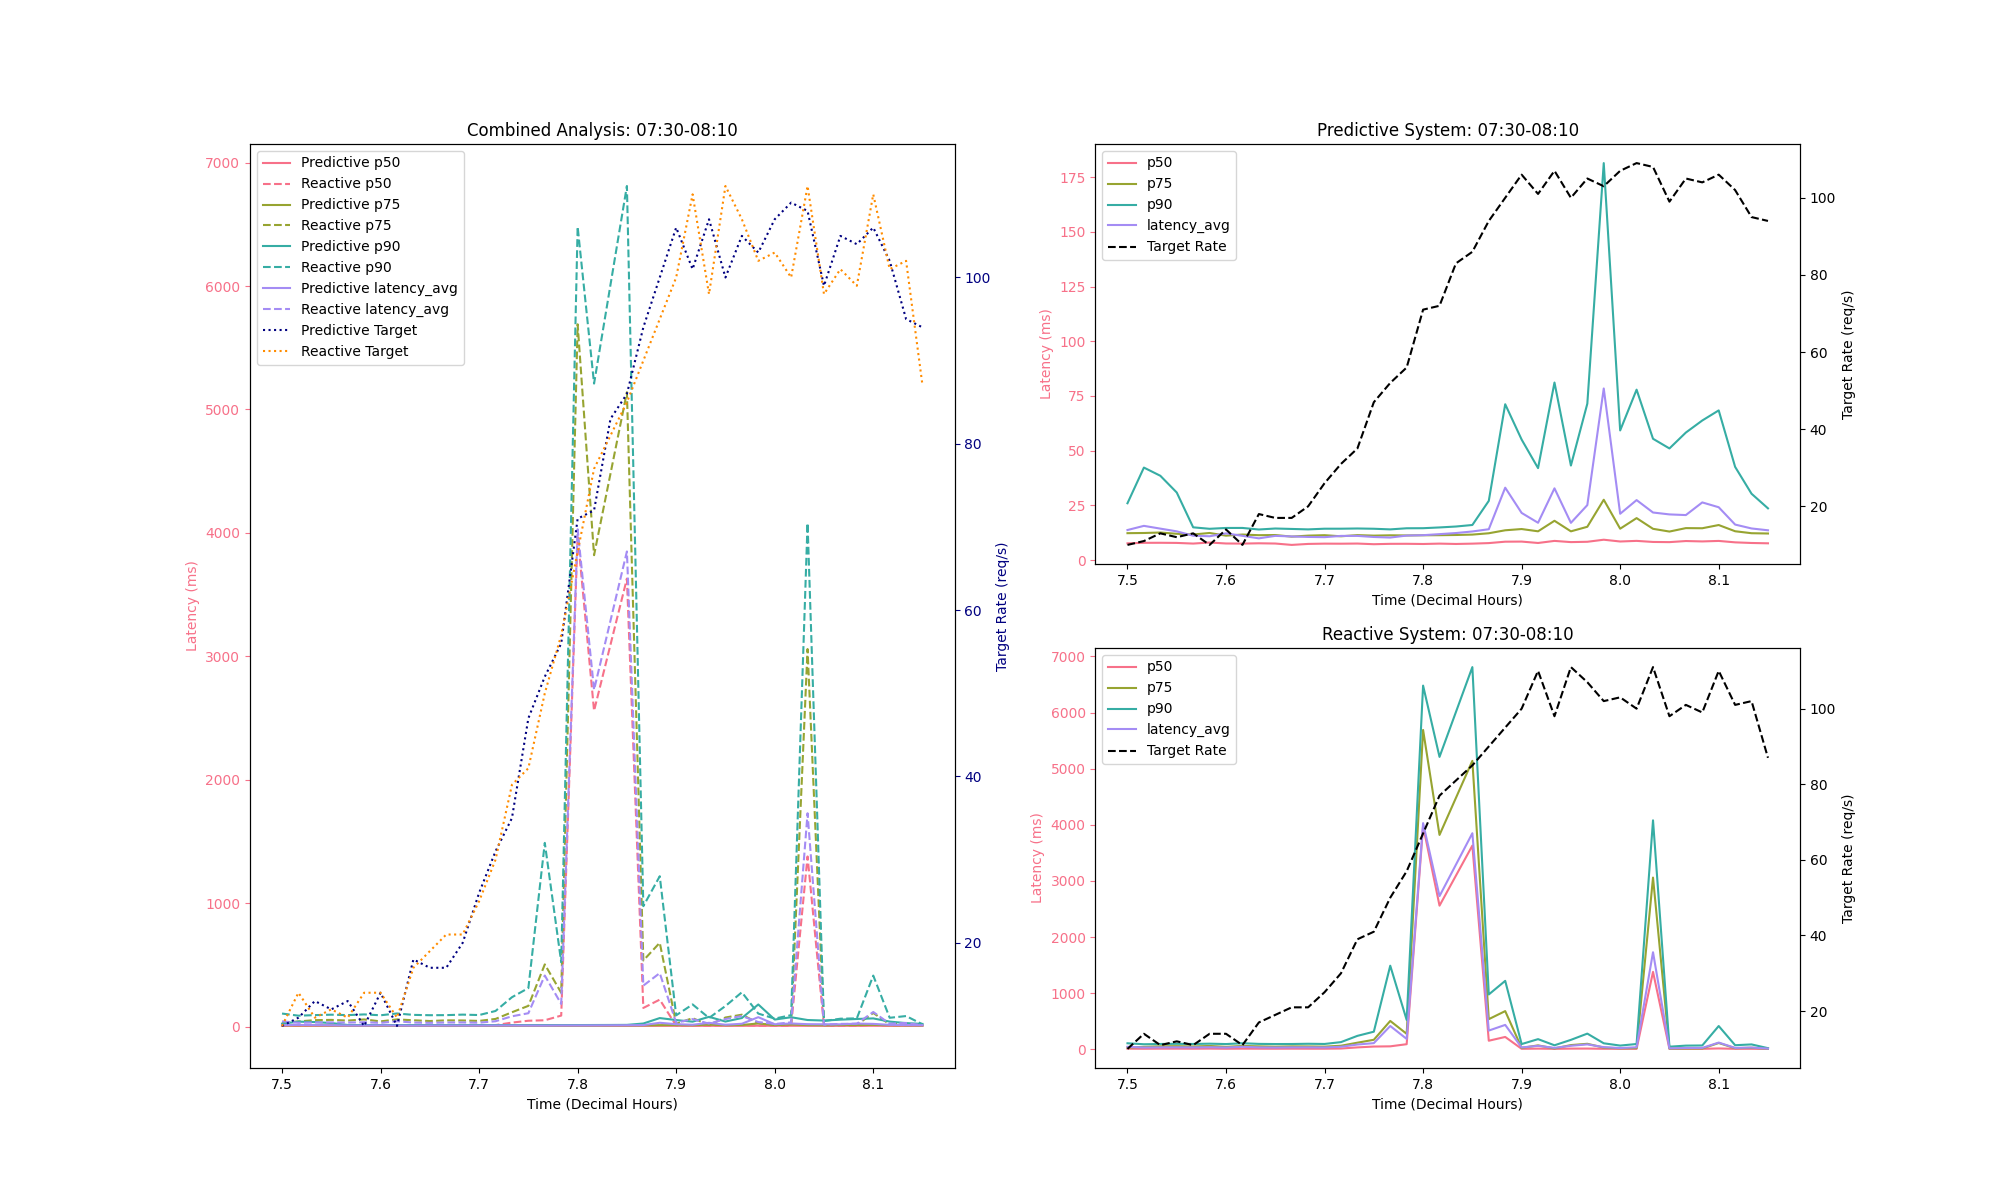 Combined Analysis: 07:30-08:10
7000
6000
5000
4000
3000
2000
1000
0
Latency (ms)
Predictive p50
Reactive p50
Predictive p75
Reactive p75
Predictive p90
Reactive p90
Predictive latency_avg
Reactive latency_avg
Predictive Target
Reactive Target
100
80
60
40
20
Target Rate (req/s)
7.5 7.6 7.7 7.8 7.9 8.0 8.1
Time (Decimal Hours)
Predictive System: 07:30-08:10
175
150
125
100
75
50
25
0
Latency (ms)
p50
p75
p90
latency_avg
Target Rate
100
80
60
40
20
Target Rate (req/s)
7.5 7.6 7.7 7.8 7.9 8.0 8.1
Time (Decimal Hours)
Reactive System: 07:30-08:10
7000
6000
5000
4000
3000
2000
1000
0
Latency (ms)
p50
p75
p90
latency_avg
Target Rate
100
80
60
40
20
Target Rate (req/s)
7.5 7.6 7.7 7.8 7.9 8.0 8.1
Time (Decimal Hours)